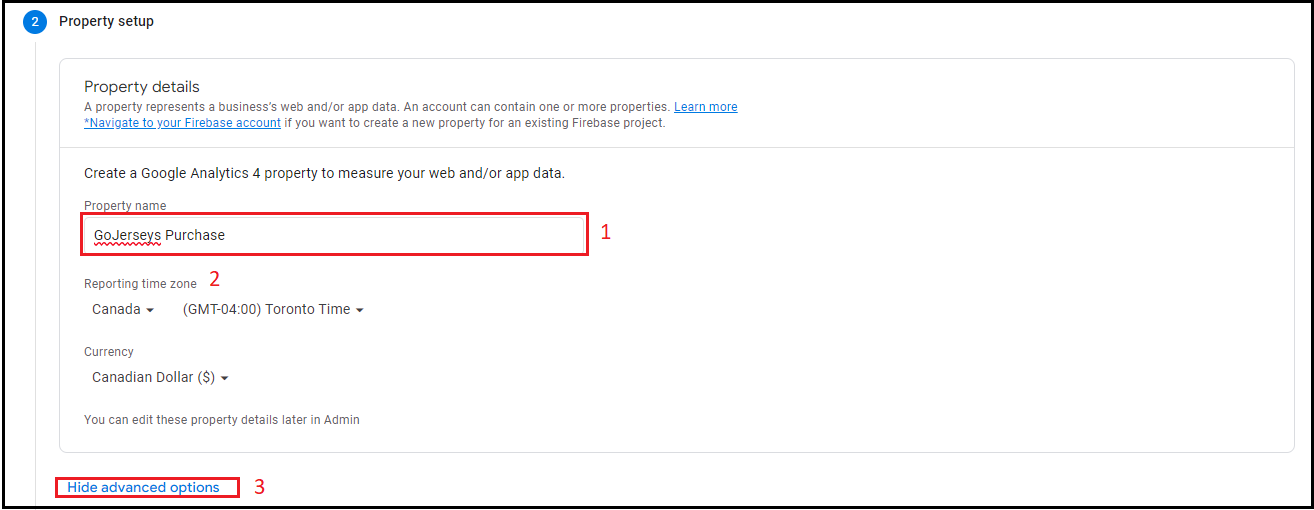 2 Property setup
Property details
A property represents a business's web and/or app data. An account can contain one or more properties. Learn more
*Navigate to your Firebase account if you want to create a new property for an existing Firebase project.
Create a Google Analytics 4 property to measure your web and/or app data.
Property name
GoJerseys Purchase 1
Reporting time zone 2
Canada (GMT-04:00) Toronto Time
Currency
Canadian Dollar ($)
You can edit these property details later in Admin
Hide advanced options 3